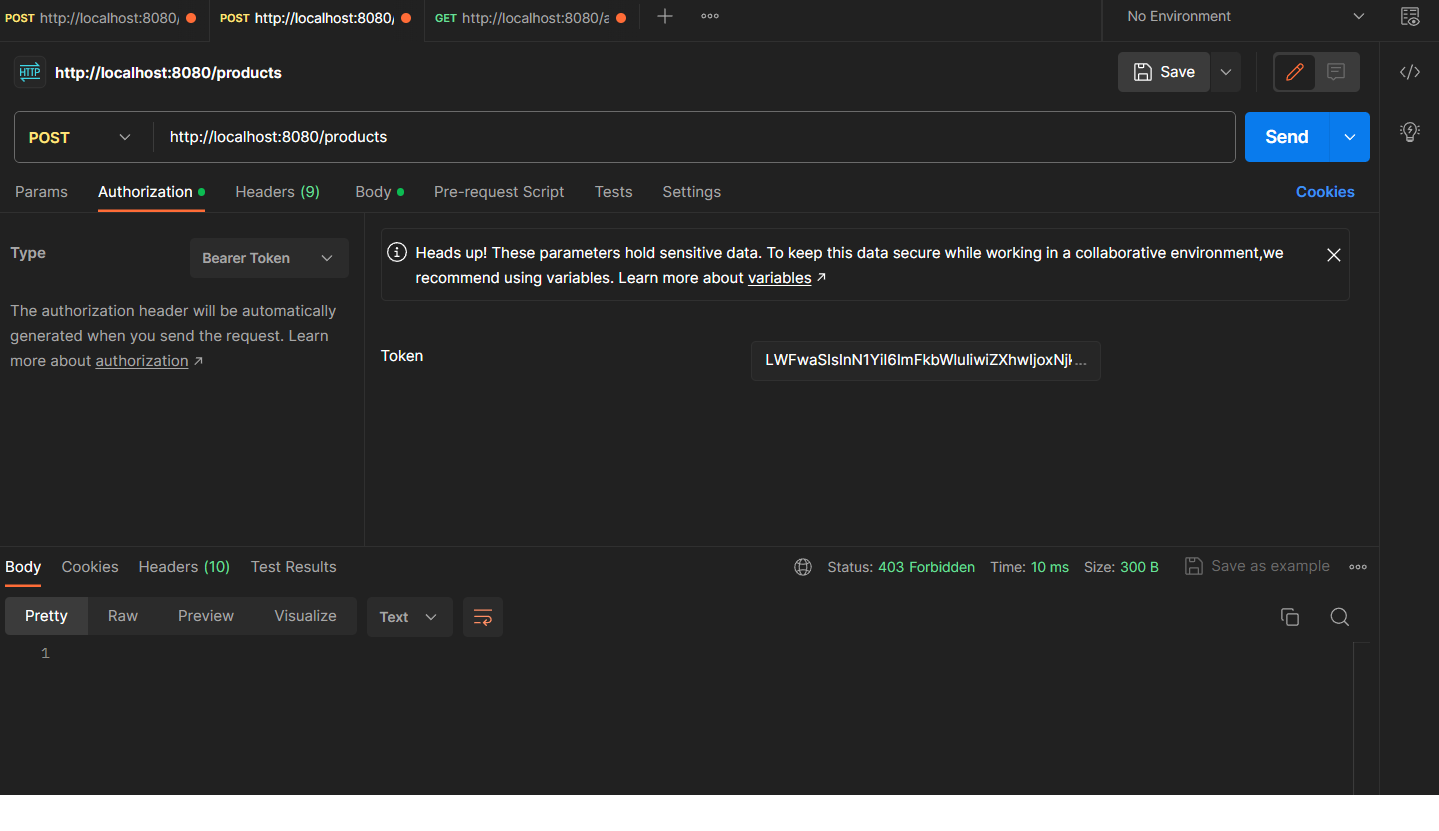 POST http://localhost:8080/ POST http://localhost:8080/ GET http://localhost:8080/a No Environment
HTTP http://localhost:8080/products Save
POST http://localhost:8080/products Send
Params Authorization Headers (9) Body Pre-request Script Tests Settings Cookies
Type Bearer Token
The authorization header will be automatically
generated when you send the request. Learn
more about authorization ↗
Heads up! These parameters hold sensitive data. To keep this data secure while working in a collaborative environment,we
recommend using variables. Learn more about variables ↗
Token
Body Cookies Headers (10) Test Results Status: 403 Forbidden Time: 10 ms Size: 300 B Save as example
Pretty Raw Preview Visualize Text
1